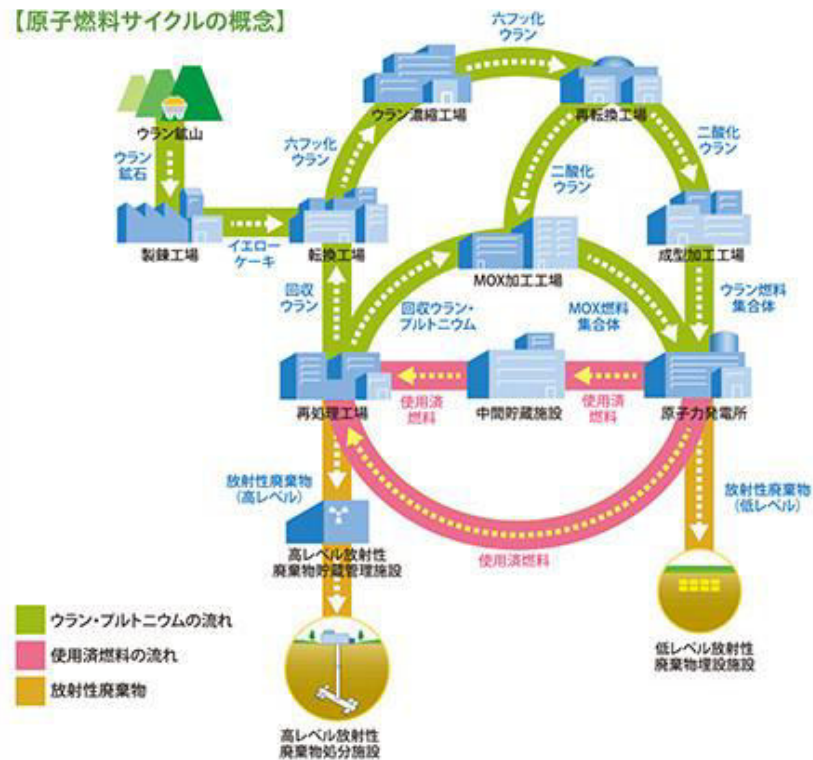 【原子燃料サイクルの概念】
六フッ化
ウラン
ウラン鉱山
ウラン濃縮工場
再転換工場
ウラン
鉱石
六フッ化
ウラン
二酸化
ウラン
二酸化
ウラン
製錬工場
イエロー
ケーキ
転換工場
MOX加工工場
成型加工工場
回収
ウラン
回収ウラン・
プルトニウム
MOX燃料
集合体
ウラン燃料
集合体
再処理工場
使用済
燃料
中間貯蔵施設
使用済
燃料
原子力発電所
放射性廃棄物
(高レベル)
放射性廃棄物
(低レベル)
高レベル放射性
廃棄物貯蔵管理施設
使用済燃料
ウラン・プルトニウムの流れ
使用済燃料の流れ
放射性廃棄物
低レベル放射性
廃棄物埋設施設
高レベル放射性
廃棄物処分施設